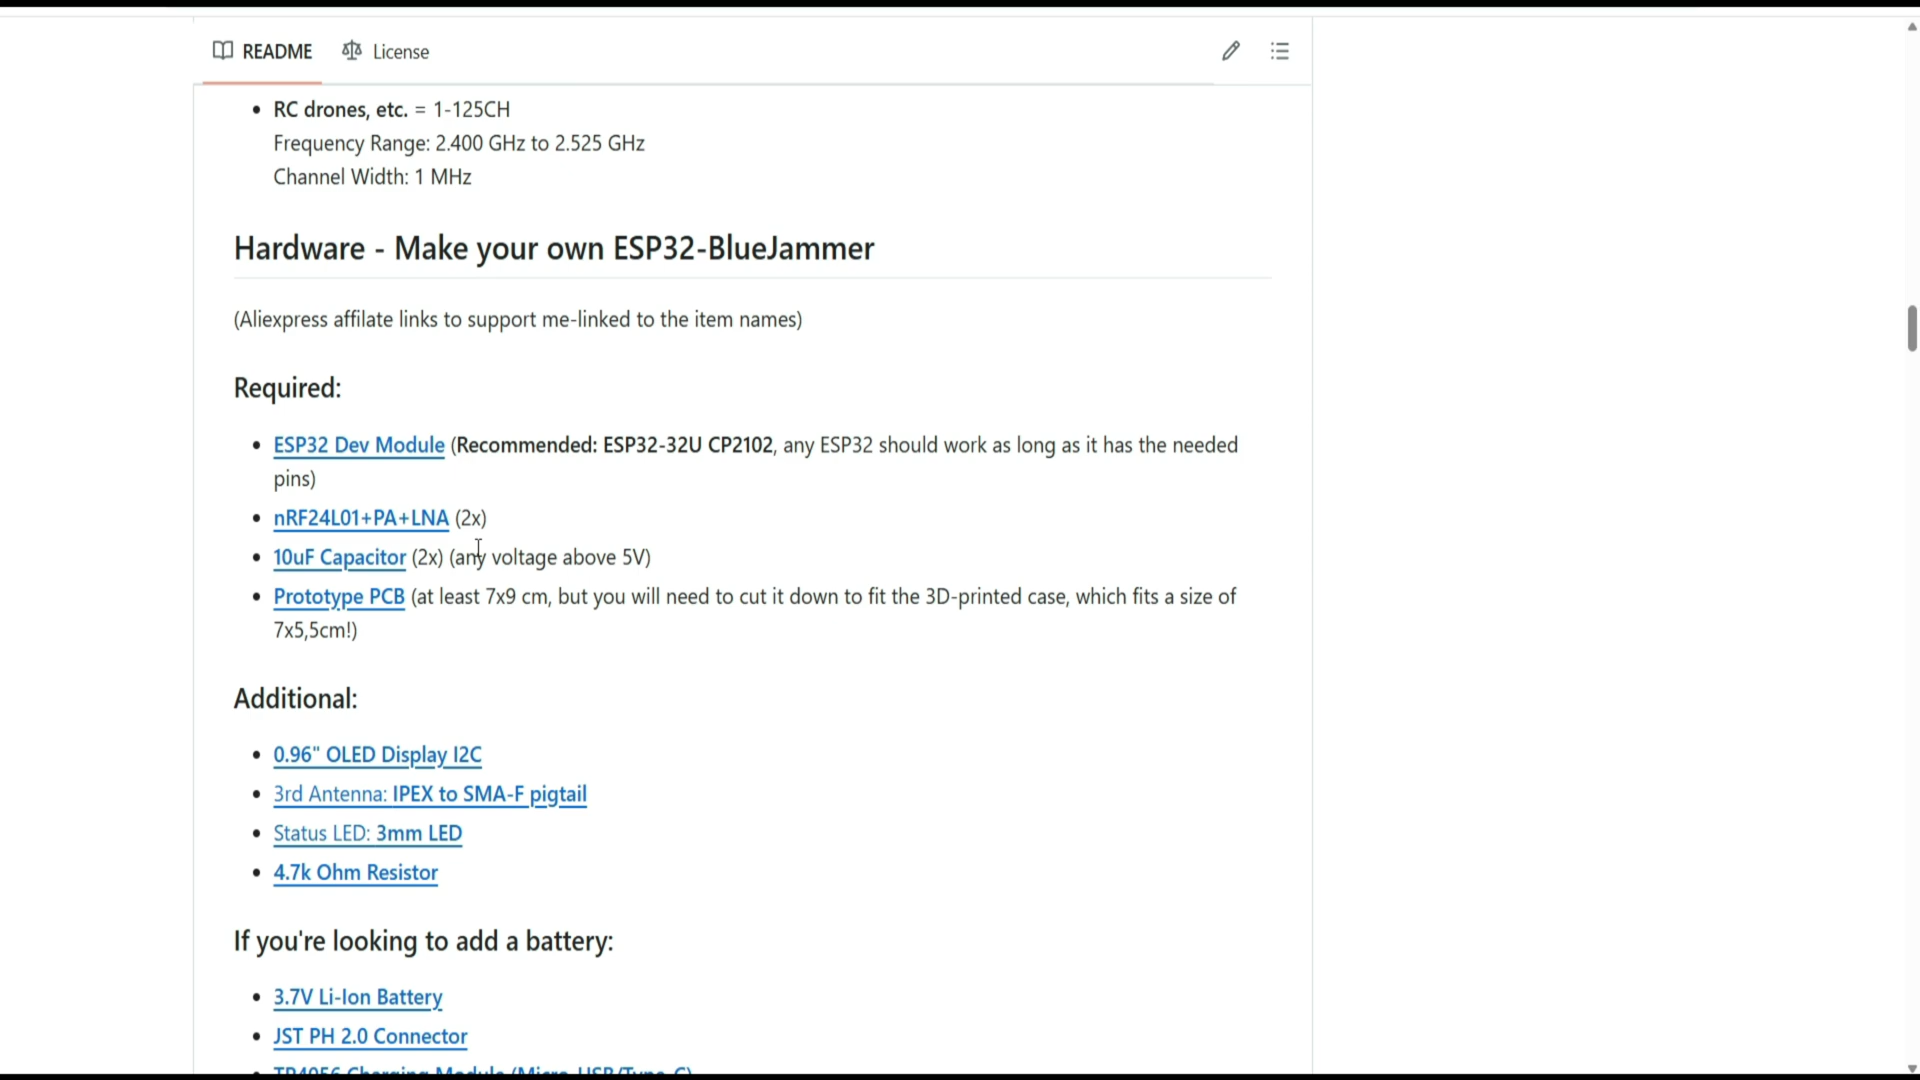 README License
RC drones, etc. = 1-125CH
Frequency Range: 2.400 GHz to 2.525 GHz
Channel Width: 1 MHz
Hardware - Make your own ESP32-BlueJammer
(Aliexpress affilate links to support me-linked to the item names)
Required:
ESP32 Dev Module (Recommended: ESP32-32U CP2102, any ESP32 should work as long as it has the needed
pins)
nRF24L01+PA+LNA (2x)
10uF Capacitor (2x) (any voltage above 5V)
Prototype PCB (at least 7x9 cm, but you will need to cut it down to fit the 3D-printed case, which fits a size of
7x5,5cm!)
Additional:
0.96" OLED Display I2C
3rd Antenna: IPEX to SMA-F pigtail
Status LED: 3mm LED
4.7k Ohm Resistor
If you're looking to add a battery:
3.7V Li-Ion Battery
JST PH 2.0 Connector
TP4056 Charging Module (Micro-USB/Type-C)